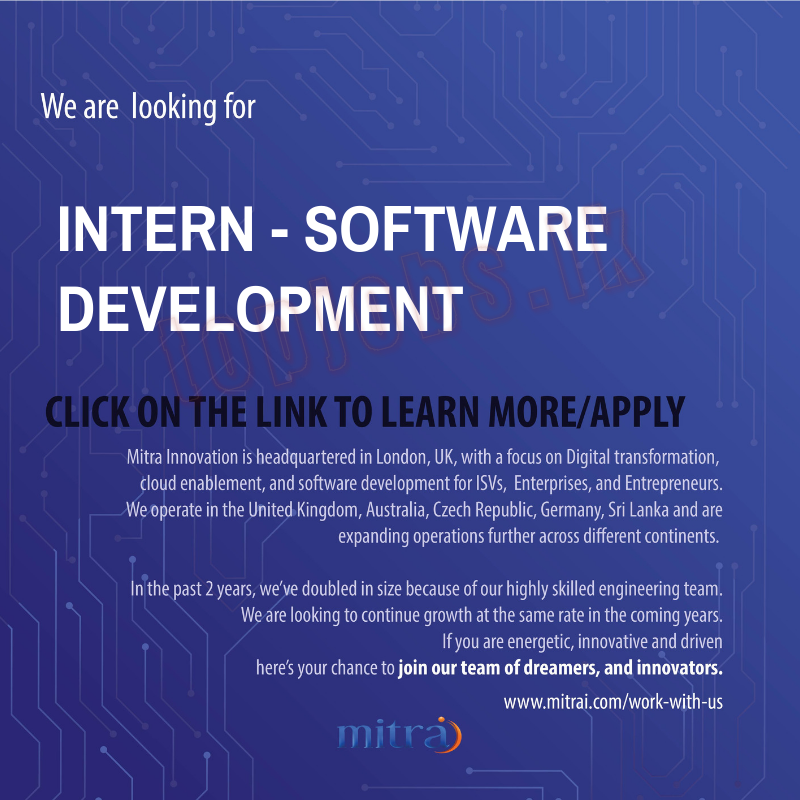 We are looking for
INTERN - SOFTWARE
DEVELOPMENT
topjobs.lk
CLICK ON THE LINK TO LEARN MORE/APPLY
Mitra Innovation is headquartered in London, UK, with a focus on Digital transformation,
cloud enablement, and software development for ISVs, Enterprises, and Entrepreneurs.
We operate in the United Kingdom, Australia, Czech Republic, Germany, Sri Lanka and are
expanding operations further across different continents.
In the past 2 years, we've doubled in size because of our highly skilled engineering team.
We are looking to continue growth at the same rate in the coming years.
If you are energetic, innovative and driven
here's your chance to join our team of dreamers, and innovators.
www.mitrai.com/work-with-us
mitra